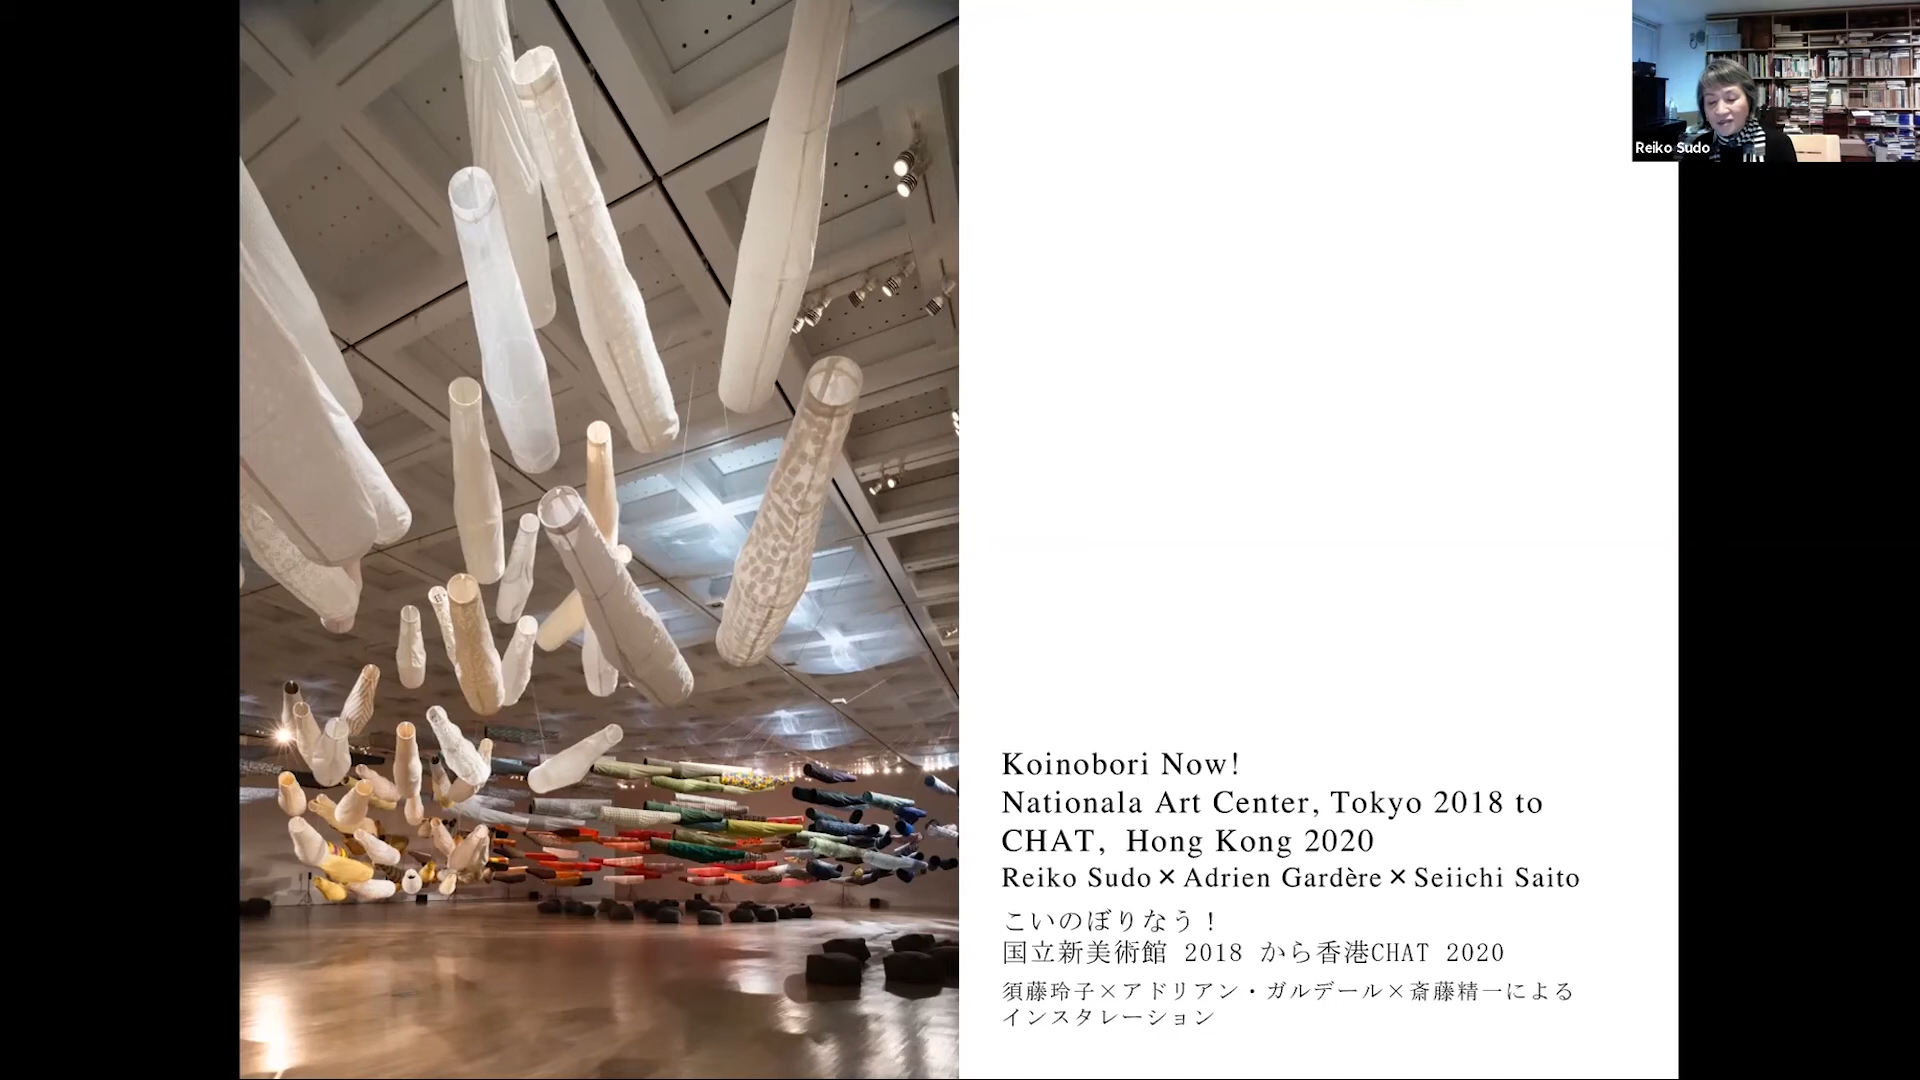 Reiko Sudo
Koinobori Now!
Nationala Art Center, Tokyo 2018 to
CHAT, Hong Kong 2020
Reiko Sudo×Adrien Gardère×Seiichi Saito
こいのぼりなう！
国立新美術館 2018 から香港CHAT 2020
須藤玲子×アドリアン・ガルデール×斎藤精一による
インスタレーション